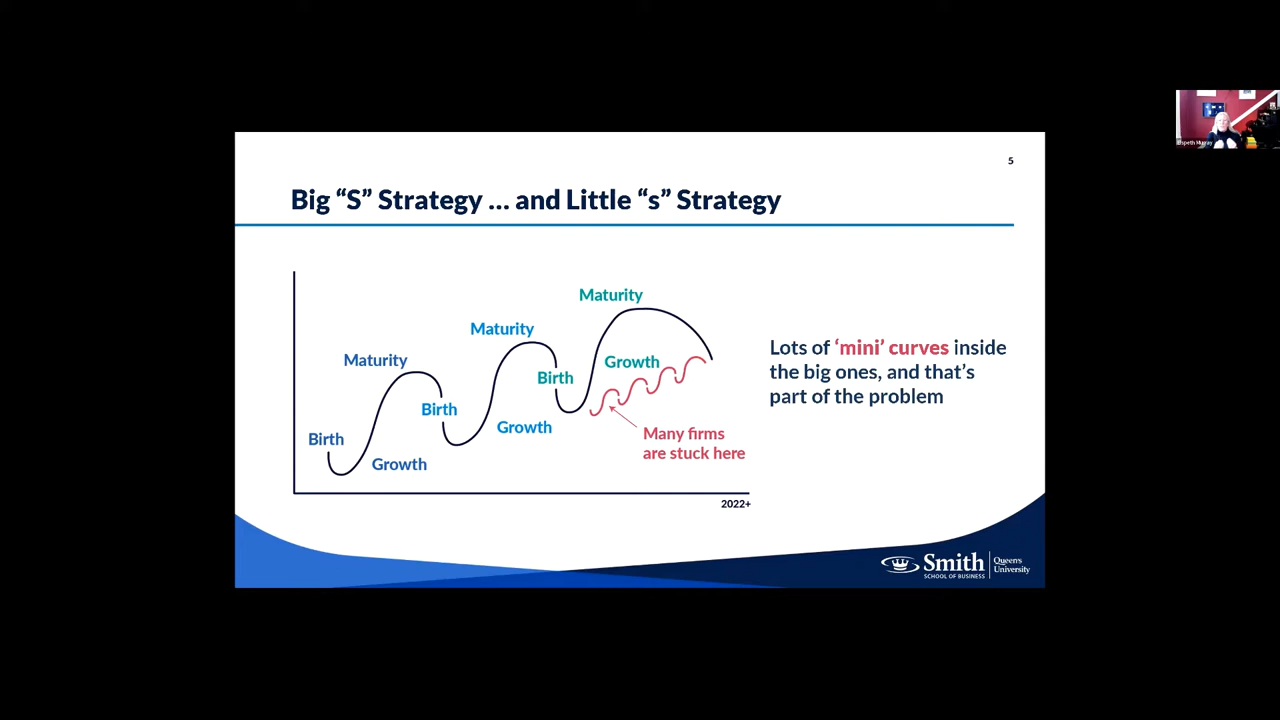 5
Big “S” Strategy ... and Little “s” Strategy
Maturity
Maturity
Maturity
Growth
Birth
Birth
Birth
Growth
Growth
Many firms
are stuck here
2022+
Lots of ‘mini’ curves inside
the big ones, and that’s
part of the problem
Smith
SCHOOL OF BUSINESS
Queen’s
University
Elspeth Murray